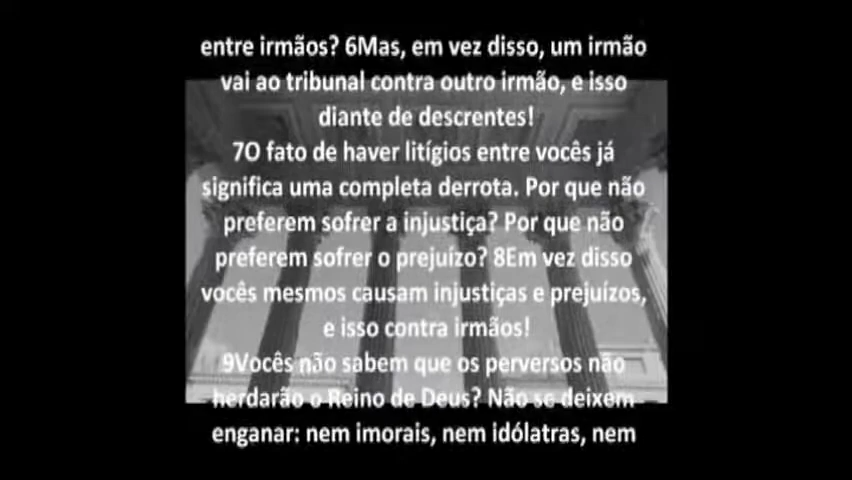 entre irmãos? 6Mas, em vez disso, um irmão
vai ao tribunal contra outro irmão, e isso
diante de descrentes!
7O fato de haver litígios entre vocês já
significa uma completa derrota. Por que não
preferem sofrer a injustiça? Por que não
preferem sofrer o prejuízo? 8Em vez disso
vocês mesmos causam injustiças e prejuízos,
e isso contra irmãos!
9Vocês não sabem que os perversos não
herdarão o Reino de Deus? Não se deixem
enganar: nem imorais, nem idólatras, nem